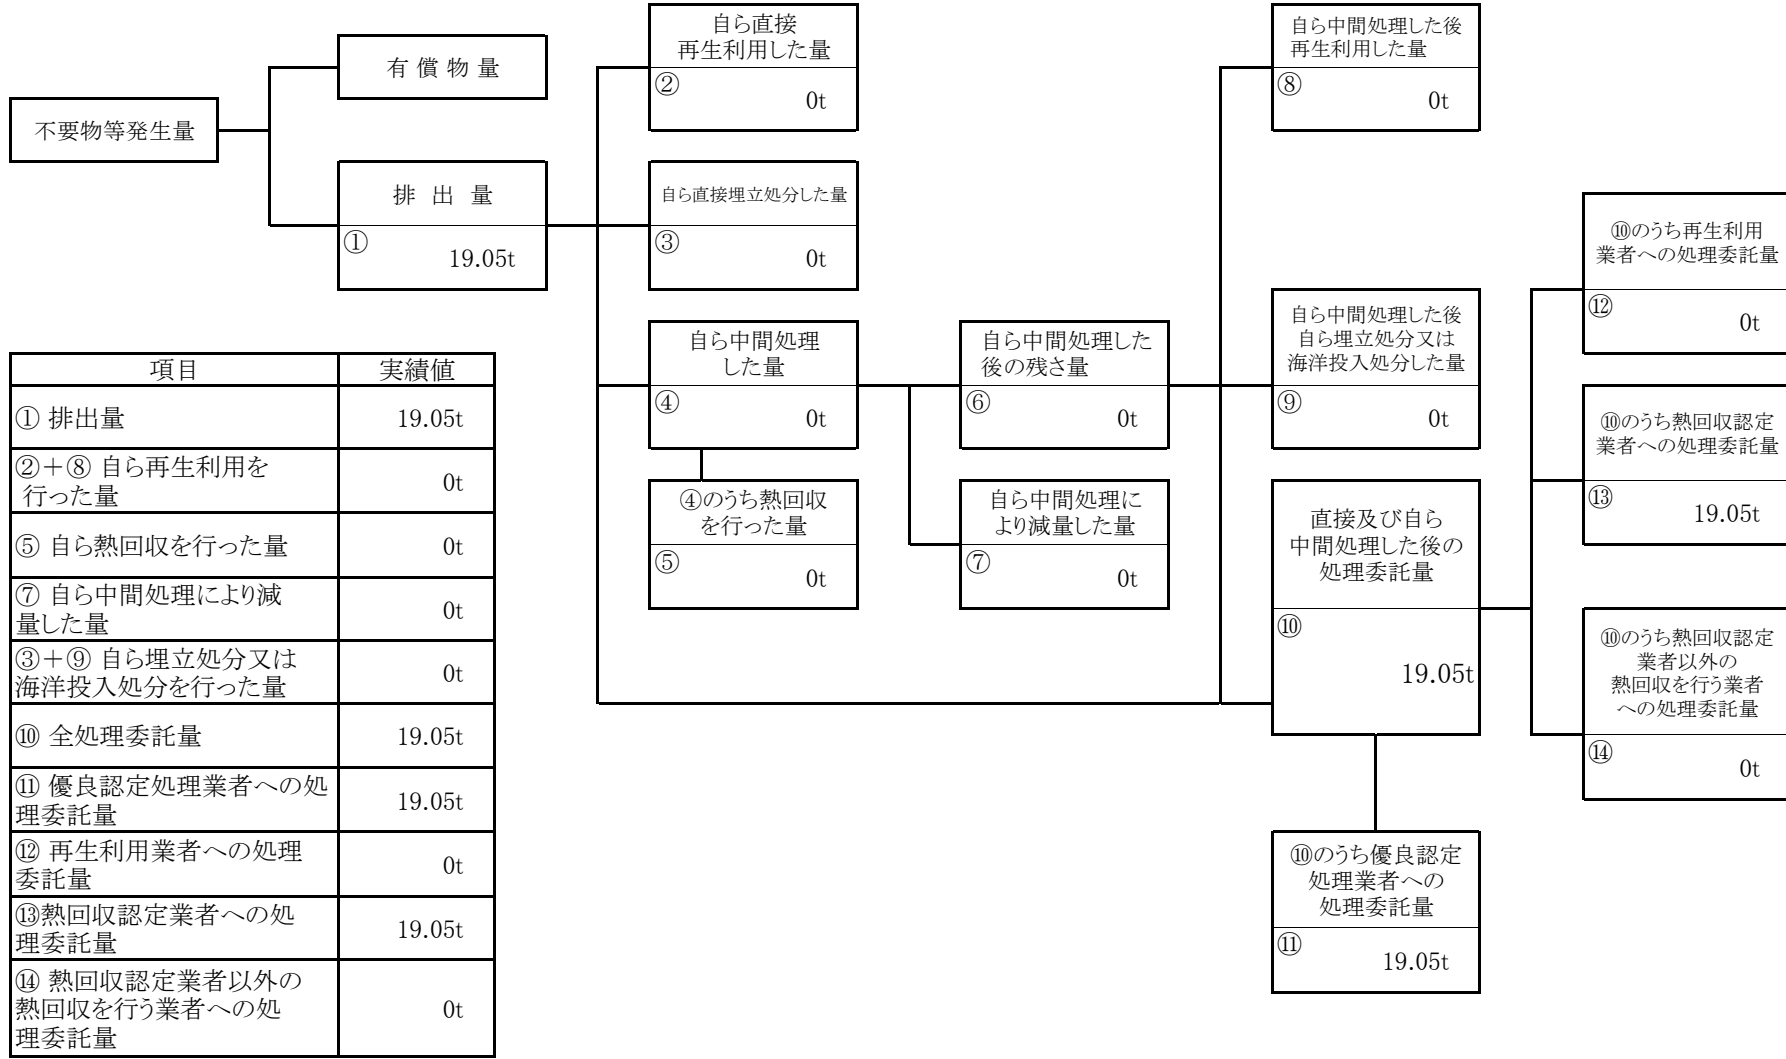 不要物等発生量
有 償 物 量
排 出 量
①
19.05t
自ら直接
再生利用した量
②
0t
自ら直接埋立処分した量
③
0t
自ら中間処理
した量
④
0t
④のうち熱回収
を行った量
⑤
0t
自ら中間処理した
後の残さ量
⑥
0t
自ら中間処理に
より減量した量
⑦
0t
自ら中間処理した後
再生利用した量
⑧
0t
自ら中間処理した後
自ら埋立処分又は
海洋投入処分した量
⑨
0t
直接及び自ら
中間処理した後の
処理委託量
⑩
19.05t
⑩のうち優良認定
処理業者への
処理委託量
⑪
19.05t
⑩のうち再生利用
業者への処理委託量
⑫
0t
⑩のうち熱回収認定
業者への処理委託量
⑬
19.05t
⑩のうち熱回収認定
業者以外の
熱回収を行う業者
への処理委託量
⑭
0t
項目 実績値
① 排出量 19.05t
②＋⑧ 自ら再生利用を
行った量 0t
⑤ 自ら熱回収を行った量 0t
⑦ 自ら中間処理により減
量した量 0t
③＋⑨ 自ら埋立処分又は
海洋投入処分を行った量 0t
⑩ 全処理委託量 19.05t
⑪ 優良認定処理業者への処
理委託量 19.05t
⑫ 再生利用業者への処理
委託量 0t
⑬熱回収認定業者への処
理委託量 19.05t
⑭ 熱回収認定業者以外の
熱回収を行う業者への処
理委託量 0t